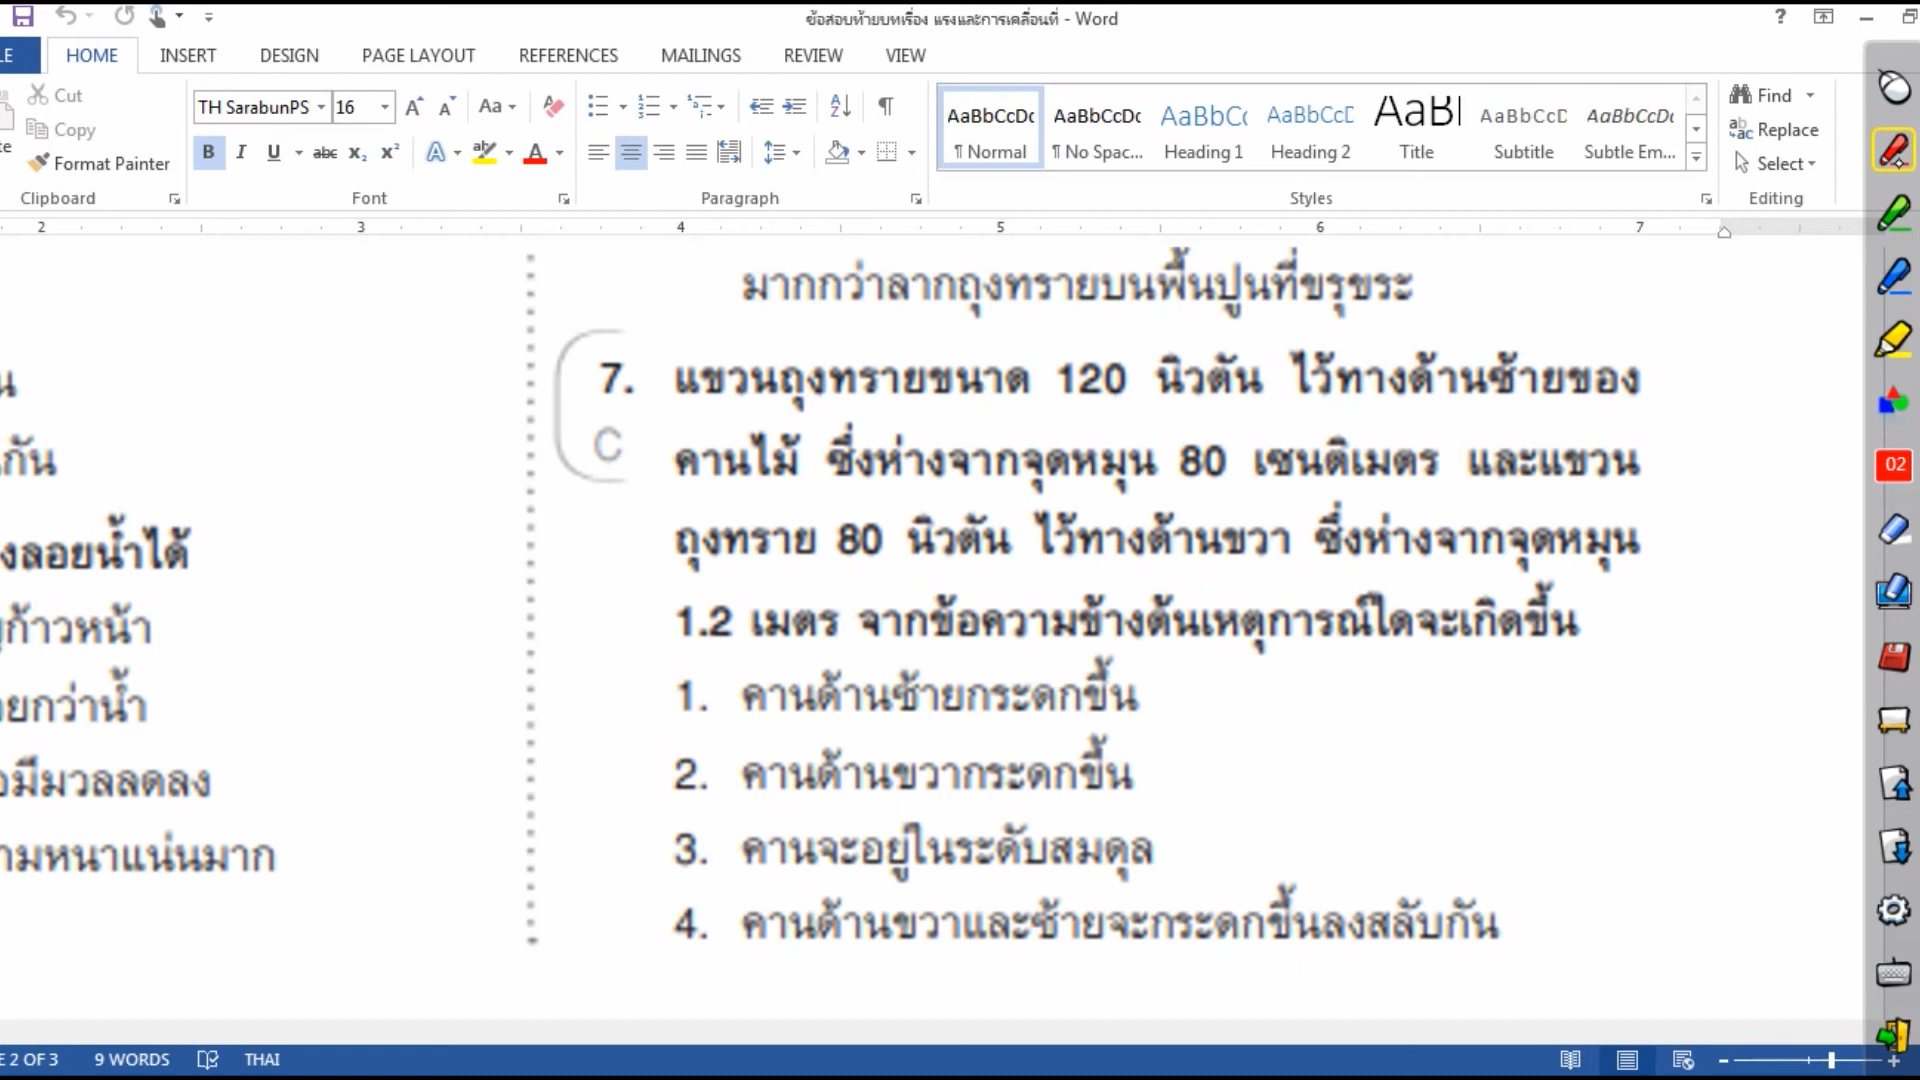 ข้อสอบท้ายบทเรื่อง แรงและการเคลื่อนที่ - Word
HOME INSERT DESIGN PAGE LAYOUT REFERENCES MAILINGS REVIEW VIEW
Cut
Copy
Format Painter
Clipboard
TH SarabunPS 16
Font
Paragraph
AaBbCcDc AaBbCcDc AaBbCc AaBbCcD AaBl AaBbCcD AaBbCcDc
¶ Normal ¶ No Spac... Heading 1 Heading 2 Title Subtitle Subtle Em...
Styles
Find
Replace
Select
Editing
2 3 4 5 6 7
02
งลอยน้ำได้
ก้าวหน้า
ยกว่าน้ำ
มีมวลลดลง
ามหนาแน่นมาก
มากกว่าลากถุงทรายบนพื้นปูนที่ขรุขระ
7. แขวนถุงทรายขนาด 120 นิวตัน ไว้ทางด้านซ้ายของ
C คานไม้ ซึ่งห่างจากจุดหมุน 80 เซนติเมตร และแขวน
ถุงทราย 80 นิวตัน ไว้ทางด้านขวา ซึ่งห่างจากจุดหมุน
1.2 เมตร จากข้อความข้างต้นเหตุการณ์ใดจะเกิดขึ้น
1. คานด้านซ้ายกระดกขึ้น
2. คานด้านขวากระดกขึ้น
3. คานจะอยู่ในระดับสมดุล
4. คานด้านขวาและซ้ายจะกระดกขึ้นลงสลับกัน
E 2 OF 3 9 WORDS THAI